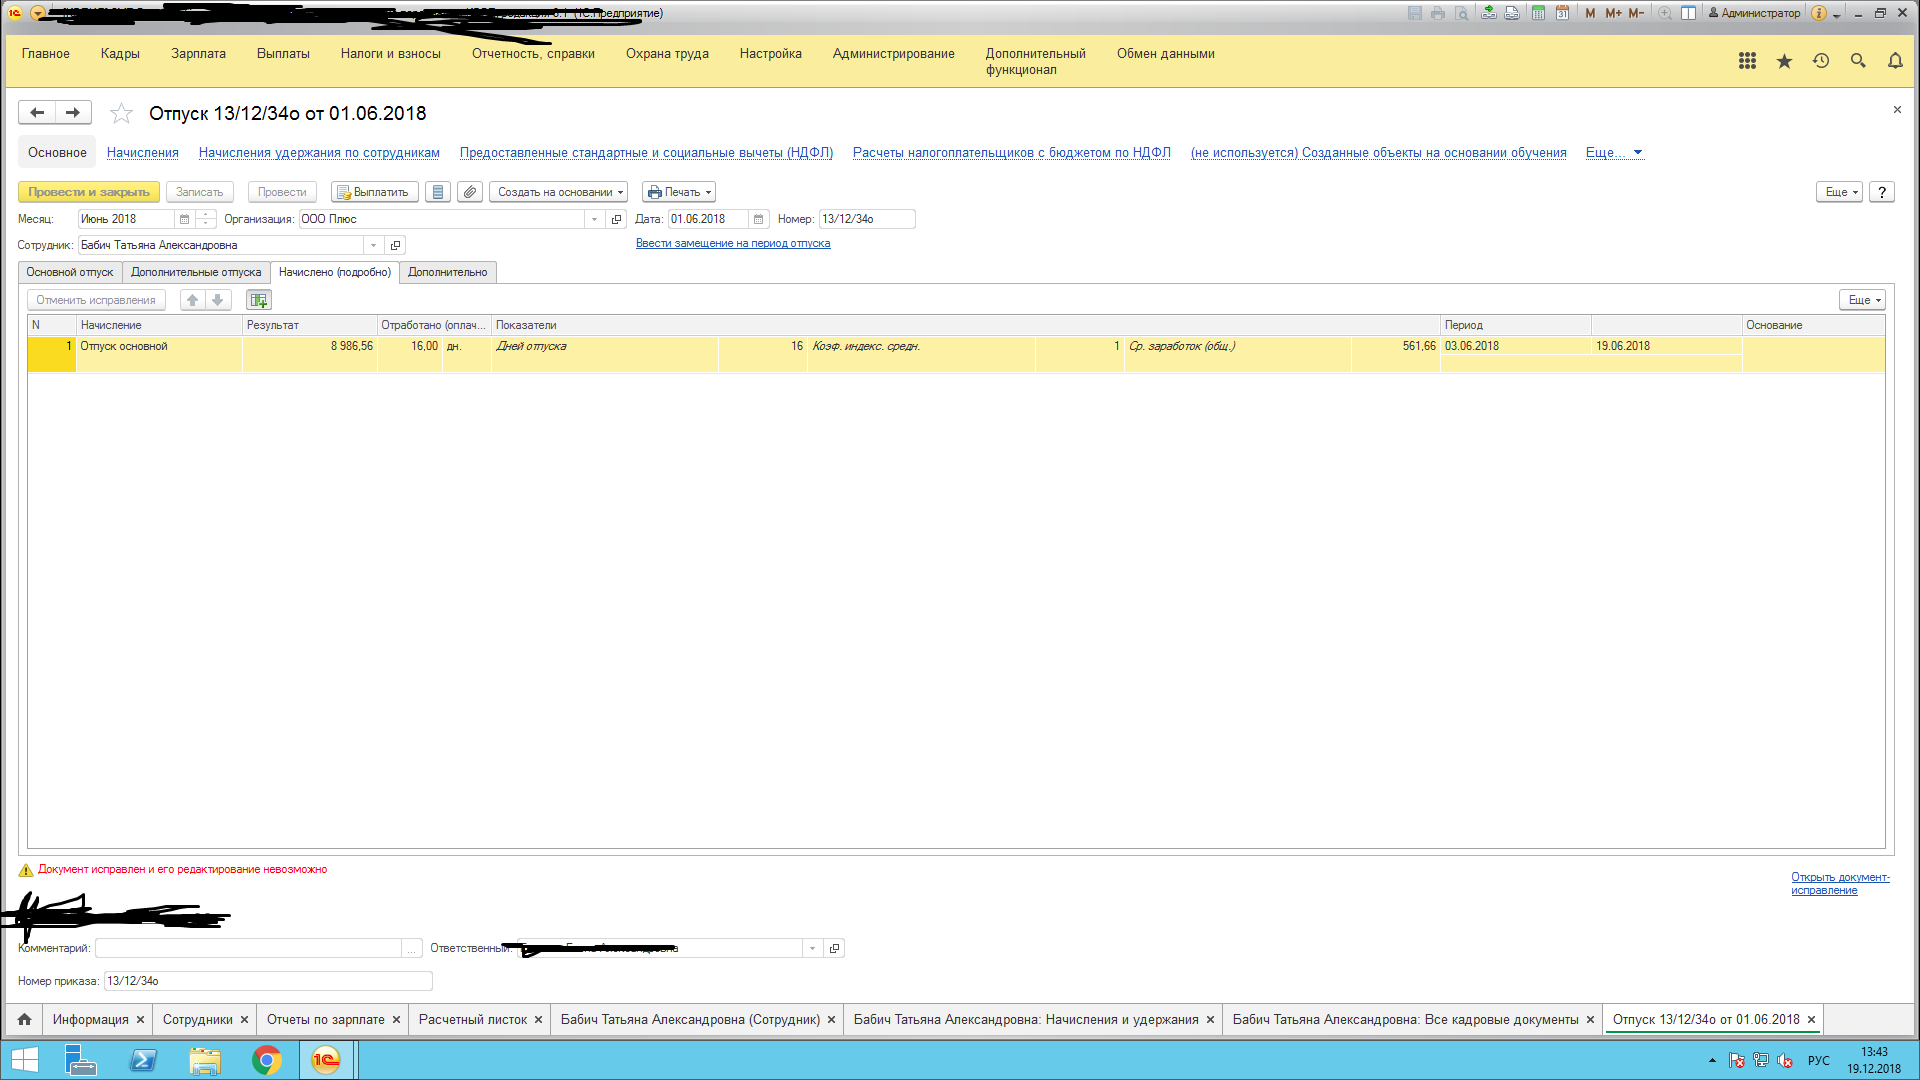 (1С:Предприятие)
M M+ M- Администратор
Главное Кадры Зарплата Выплаты Налоги и взносы Отчетность, справки Охрана труда Настройка Администрирование Дополнительный функционал Обмен данными
Отпуск 13/12/34о от 01.06.2018
Основное Начисления Начисления удержания по сотрудникам Предоставленные стандартные и социальные вычеты (НДФЛ) Расчеты налогоплательщиков с бюджетом по НДФЛ (не используется) Созданные объекты на основании обучения Еще...
Провести и закрыть Записать Провести Выплатить Создать на основании Печать Еще ?
Месяц: Июнь 2018 Организация: ООО Плюс Дата: 01.06.2018 Номер: 13/12/34о
Сотрудник: Бабич Татьяна Александровна Ввести замещение на период отпуска
Основной отпуск Дополнительные отпуска Начислено (подробно) Дополнительно
Отменить исправления Еще
N Начисление Результат Отработано (оплач... Показатели Период Основание
1 Отпуск основной 8 986,56 16,00 дн. Дней отпуска 16 Коэф. индекс. средн. 1 Ср. заработок (общ.) 561,66 03.06.2018 19.06.2018
Документ исправлен и его редактирование невозможно
Открыть документ-
исправление
Комментарий: ... Ответственный:
Номер приказа: 13/12/34о
Информация Сотрудники Отчеты по зарплате Расчетный листок Бабич Татьяна Александровна (Сотрудник) Бабич Татьяна Александровна: Начисления и удержания Бабич Татьяна Александровна: Все кадровые документы Отпуск 13/12/34о от 01.06.2018
РУС 13:43
19.12.2018